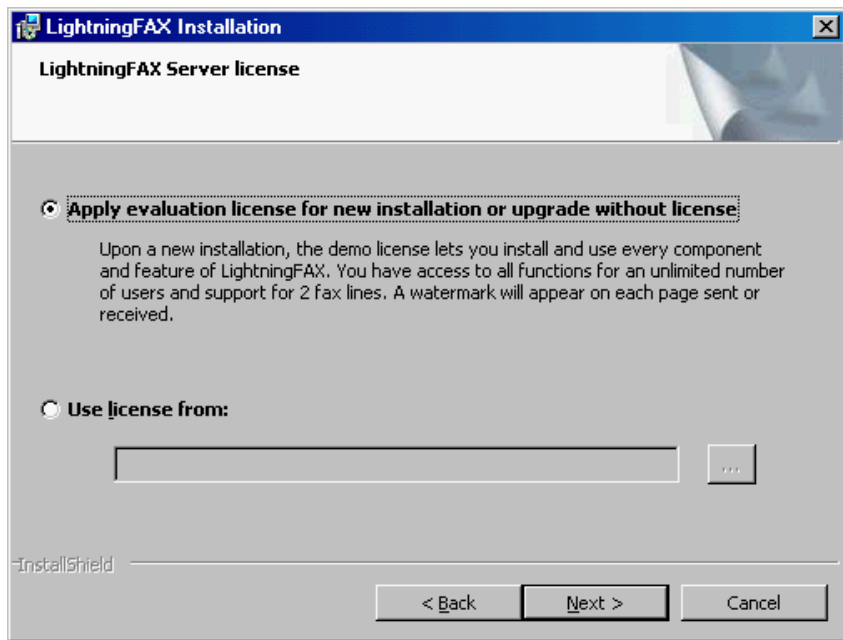 LightningFAX Installation
LightningFAX Server license
Apply evaluation license for new installation or upgrade without license
Upon a new installation, the demo license lets you install and use every component
and feature of LightningFAX. You have access to all functions for an unlimited number
of users and support for 2 fax lines. A watermark will appear on each page sent or
received.
Use license from:
...
InstallShield
< Back Next > Cancel